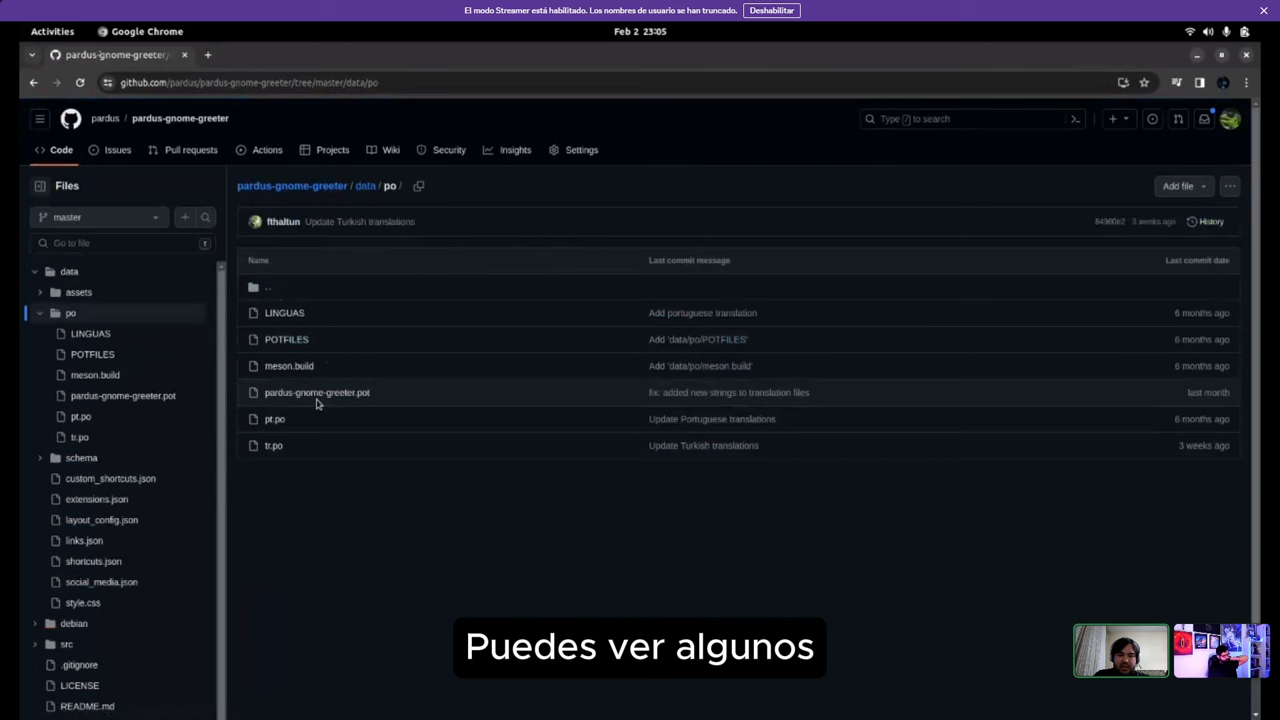 El modo Streamer está habilitado. Los nombres de usuario se han truncado. Deshabilitar
Activities Google Chrome Feb 2 23:05
pardus-gnome-greeter/
github.com/pardus/pardus-gnome-greeter/tree/master/data/po
pardus / pardus-gnome-greeter
Type / to search
Code Issues Pull requests Actions Projects Wiki Security Insights Settings
Files
pardus-gnome-greeter / data / po /
Add file
master
fthaltun Update Turkish translations
3 weeks ago History
Go to file t
Name Last commit message Last commit date
data
assets
po
LINGUAS
POTFILES
meson.build
pardus-gnome-greeter.pot
pt.po
tr.po
schema
custom_shortcuts.json
extensions.json
layout_config.json
links.json
shortcuts.json
social_media.json
style.css
debian
src
.gitignore
LICENSE
README.md
..
LINGUAS Add portuguese translation 6 months ago
POTFILES Add 'data/po/POTFILES' 6 months ago
meson.build Add 'data/po/meson.build' 6 months ago
pardus-gnome-greeter.pot fix: added new strings to translation files last month
pt.po Update Portuguese translations 6 months ago
tr.po Update Turkish translations 3 weeks ago
Puedes ver algunos